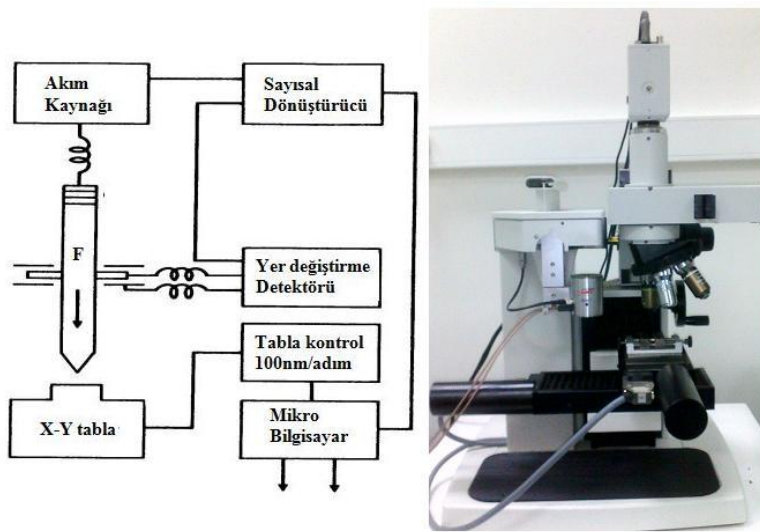 Akım
Kaynağı
Sayısal
Dönüştürücü
F
Yer değiştirme
Detektörü
Tabla kontrol
100nm/adım
X-Y tabla
Mikro
Bilgisayar